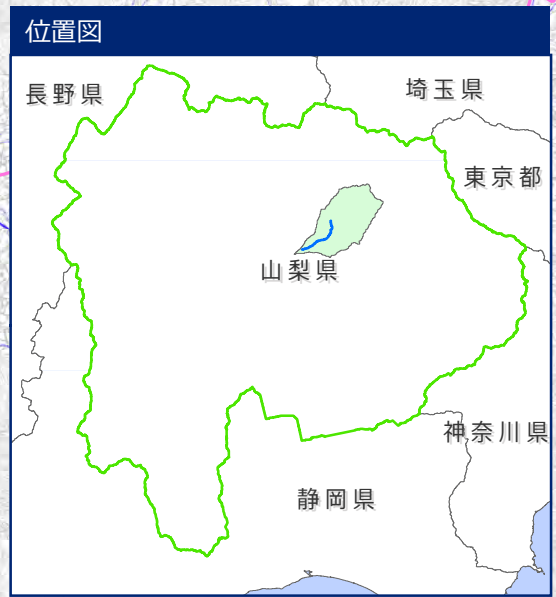 位置図
長野県
埼玉県
東京都
山梨県
神奈川県
静岡県